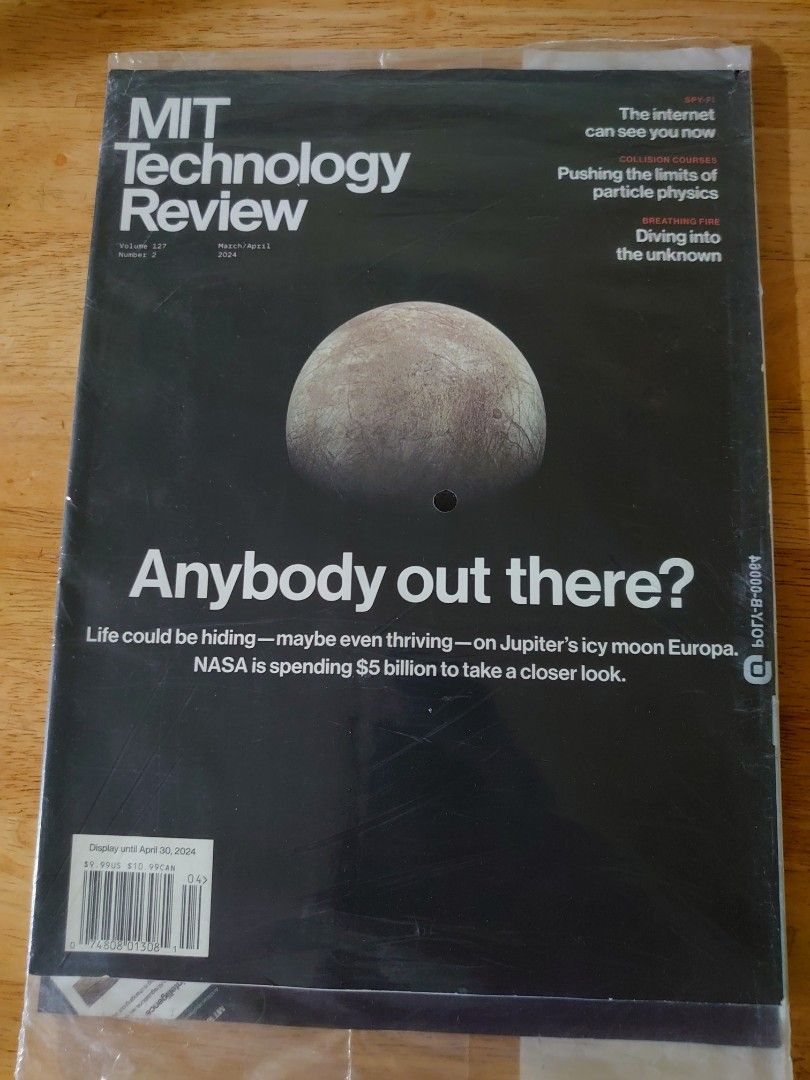 MIT
Technology
Review
Volume 127
Number 2
March/April
2024
SPY-FI
The internet
can see you now
COLLISION COURSES
Pushing the limits of
particle physics
BREATHING FIRE
Diving into
the unknown
Anybody out there?
Life could be hiding—maybe even thriving—on Jupiter's icy moon Europa.
NASA is spending $5 billion to take a closer look.
POLY-B-00064
Display until April 30, 2024
$9.99US $10.99CAN
04>
0 74808 01308 1